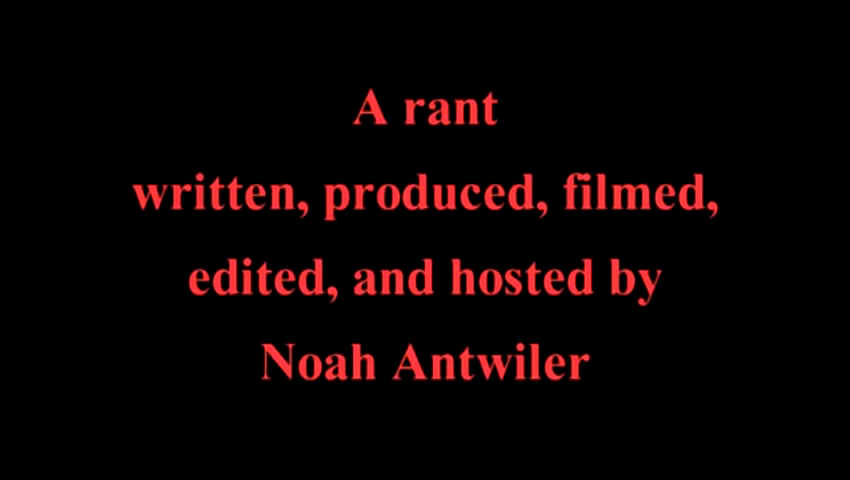 A rant
written, produced, filmed,
edited, and hosted by
Noah Antwiler